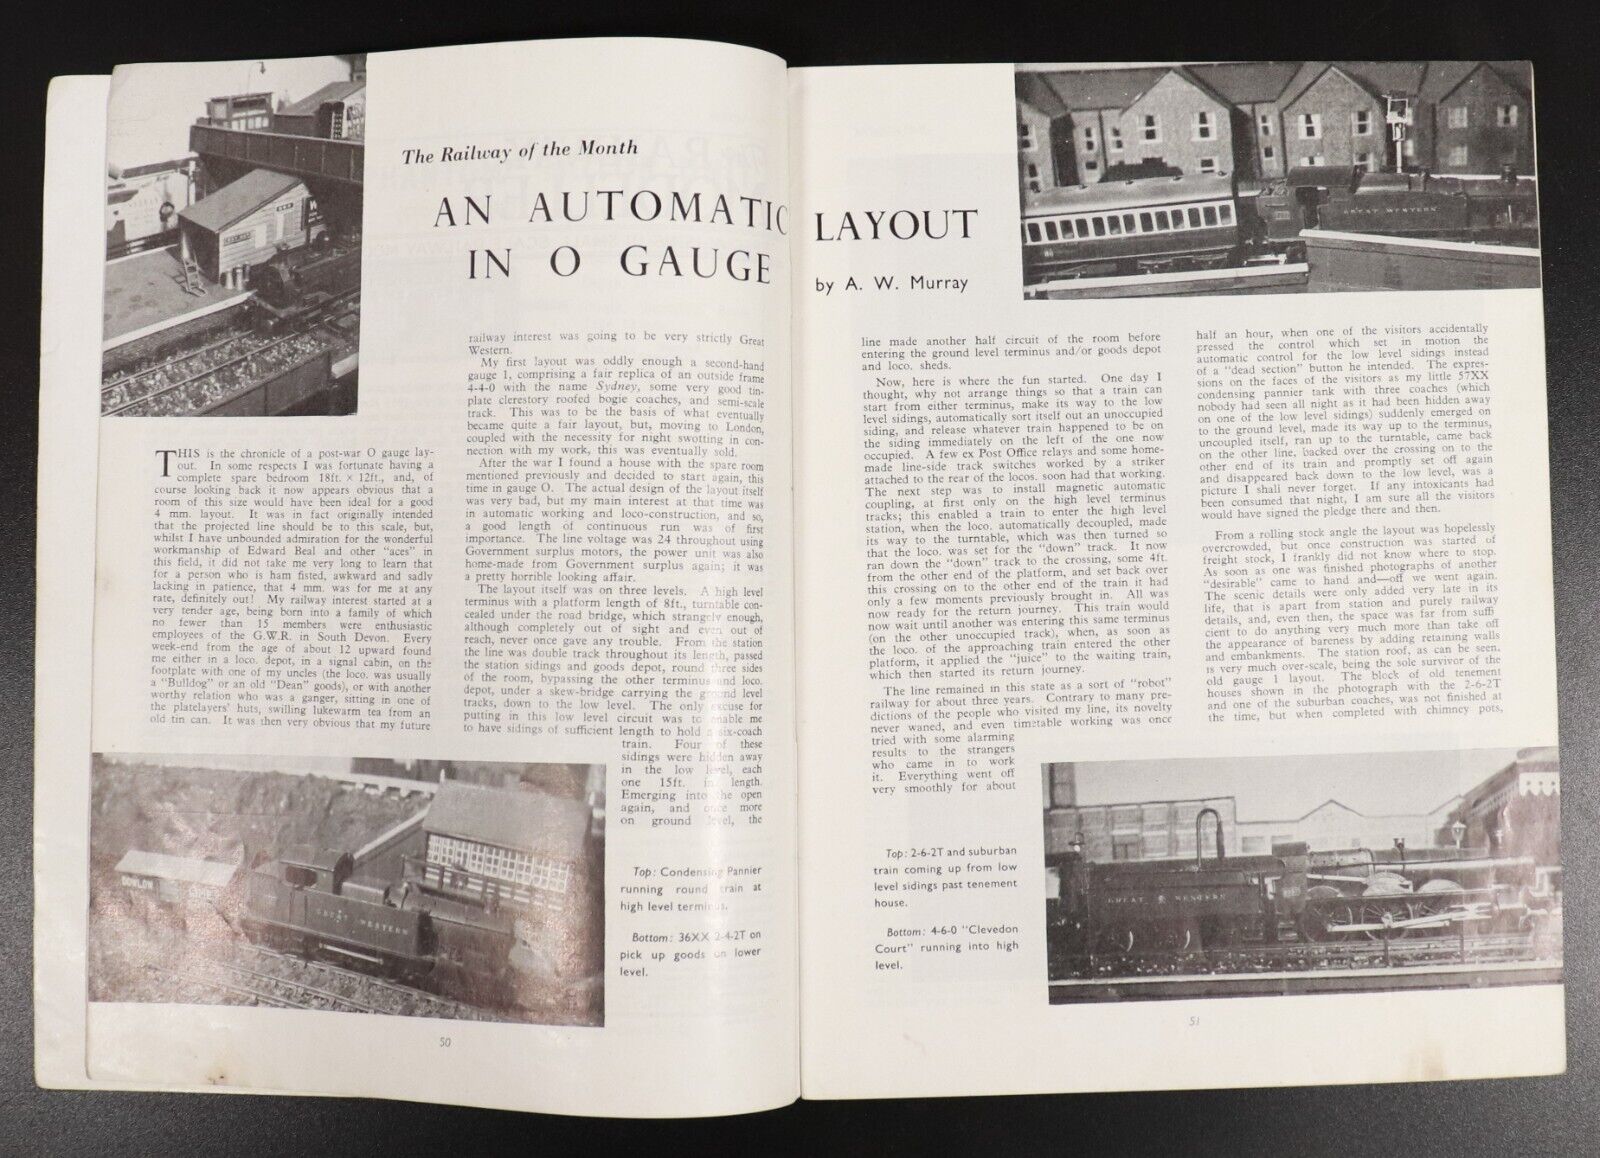 The Railway of the Month
AN AUTOMATIC LAYOUT
IN O GAUGE
by A. W. Murray
THIS is the chronicle of a post-war O gauge lay-
out. In some respects I was fortunate having a
complete spare bedroom 18ft. × 12ft., and, of
course looking back it now appears obvious that a
room of this size would have been ideal for a good
4 mm. layout. It was in fact originally intended
that the projected line should be to this scale, but,
whilst I have unbounded admiration for the wonderful
workmanship of Edward Beal and other "aces" in
this field, it did not take me very long to learn that
for a person who is ham fisted, awkward and sadly
lacking in patience, that 4 mm. was for me at any
rate, definitely out! My railway interest started at a
very tender age, being born into a family of which
no fewer than 15 members were enthusiastic
employees of the G.W.R. in South Devon. Every
week-end from the age of about 12 upward found
me either in a loco. depot, in a signal cabin, on the
footplate with one of my uncles (the loco. was usually
a "Bulldog" or an old "Dean" goods), or with another
worthy relation who was a ganger, sitting in one of
the platelayers' huts, swilling lukewarm tea from an
old tin can. It was then very obvious that my future
railway interest was going to be very strictly Great
Western.
My first layout was oddly enough a second-hand
gauge 1, comprising a fair replica of an outside frame
4-4-0 with the name Sydney, some very good tin-
plate clerestory roofed bogie coaches, and semi-scale
track. This was to be the basis of what eventually
became quite a fair layout, but, moving to London,
coupled with the necessity for night swotting in con-
nection with my work, this was eventually sold.
After the war I found a house with the spare room
mentioned previously and decided to start again, this
time in gauge O. The actual design of the layout itself
was very bad, but my main interest at that time was
in automatic working and loco-construction, and so,
a good length of continuous run was of first
importance. The line voltage was 24 throughout using
Government surplus motors, the power unit was also
home-made from Government surplus again; it was
a pretty horrible looking affair.
The layout itself was on three levels. A high level
terminus with a platform length of 8ft., turntable con-
cealed under the road bridge, which strangely enough,
although completely out of sight and even out of
reach, never once gave any trouble. From the station
the line was double track throughout its length, passed
the station sidings and goods depot, round three sides
of the room, bypassing the other terminus and loco.
depot, under a skew-bridge carrying the ground level
tracks, down to the low level. The only excuse for
putting in this low level circuit was to enable me
to have sidings of sufficient length to hold a six-coach
train. Four of these
sidings were hidden away
in the low level, each
one 15ft. in length.
Emerging into the open
again, and once more
on ground level, the
Top: Condensing Pannier
running round train at
high level terminus.
Bottom: 36XX 2-4-2T on
pick up goods on lower
level.
GREAT WESTERN
50
line made another half circuit of the room before
entering the ground level terminus and/or goods depot
and loco. sheds.
Now, here is where the fun started. One day I
thought, why not arrange things so that a train can
start from either terminus, make its way to the low
level sidings, automatically sort itself out an unoccupied
siding, and release whatever train happened to be on
the siding immediately on the left of the one now
occupied. A few ex Post Office relays and some home-
made line-side track switches worked by a striker
attached to the rear of the locos. soon had that working.
The next step was to install magnetic automatic
coupling, at first only on the high level terminus
tracks; this enabled a train to enter the high level
station, when the loco. automatically decoupled, made
its way to the turntable, which was then turned so
that the loco. was set for the "down" track. It now
ran down the "down" track to the crossing, some 4ft.
from the other end of the platform, and set back over
this crossing on to the other end of the train it had
only a few moments previously brought in. All was
now ready for the return journey. This train would
now wait until another was entering this same terminus
(on the other unoccupied track), when, as soon as
the loco. of the approaching train entered the other
platform, it applied the "juice" to the waiting train,
which then started its return journey.
The line remained in this state as a sort of "robot"
railway for about three years. Contrary to many pre-
dictions of the people who visited my line, its novelty
never waned, and even timetable working was once
tried with some alarming
results to the strangers
who came in to work
it. Everything went off
very smoothly for about
Top: 2-6-2T and suburban
train coming up from low
level sidings past tenement
house.
Bottom: 4-6-0 "Clevedon
Court" running into high
level.
GREAT WESTERN
half an hour, when one of the visitors accidentally
pressed the control which set in motion the
automatic control for the low level sidings instead
of a "dead section" button he intended. The expres-
sions on the faces of the visitors as my little 57XX
condensing pannier tank with three coaches (which
nobody had seen all night as it had been hidden away
on one of the low level sidings) suddenly emerged on
to the ground level, made its way up to the terminus,
uncoupled itself, ran up to the turntable, came back
on the other line, backed over the crossing on to the
other end of its train and promptly set off again
and disappeared back down to the low level, was a
picture I shall never forget. If any intoxicants had
been consumed that night, I am sure all the visitors
would have signed the pledge there and then.
From a rolling stock angle the layout was hopelessly
overcrowded, but once construction was started of
freight stock, I frankly did not know where to stop.
As soon as one was finished photographs of another
"desirable" came to hand and—off we went again.
The scenic details were only added very late in its
life, that is apart from station and purely railway
details, and, even then, the space was far from suffi
cient to do anything very much more than take off
the appearance of bareness by adding retaining walls
and embankments. The station roof, as can be seen,
is very much over-scale, being the sole survivor of the
old gauge 1 layout. The block of old tenement
houses shown in the photograph with the 2-6-2T
and one of the suburban coaches, was not finished at
the time, but when completed with chimney pots,
GREAT WESTERN
51